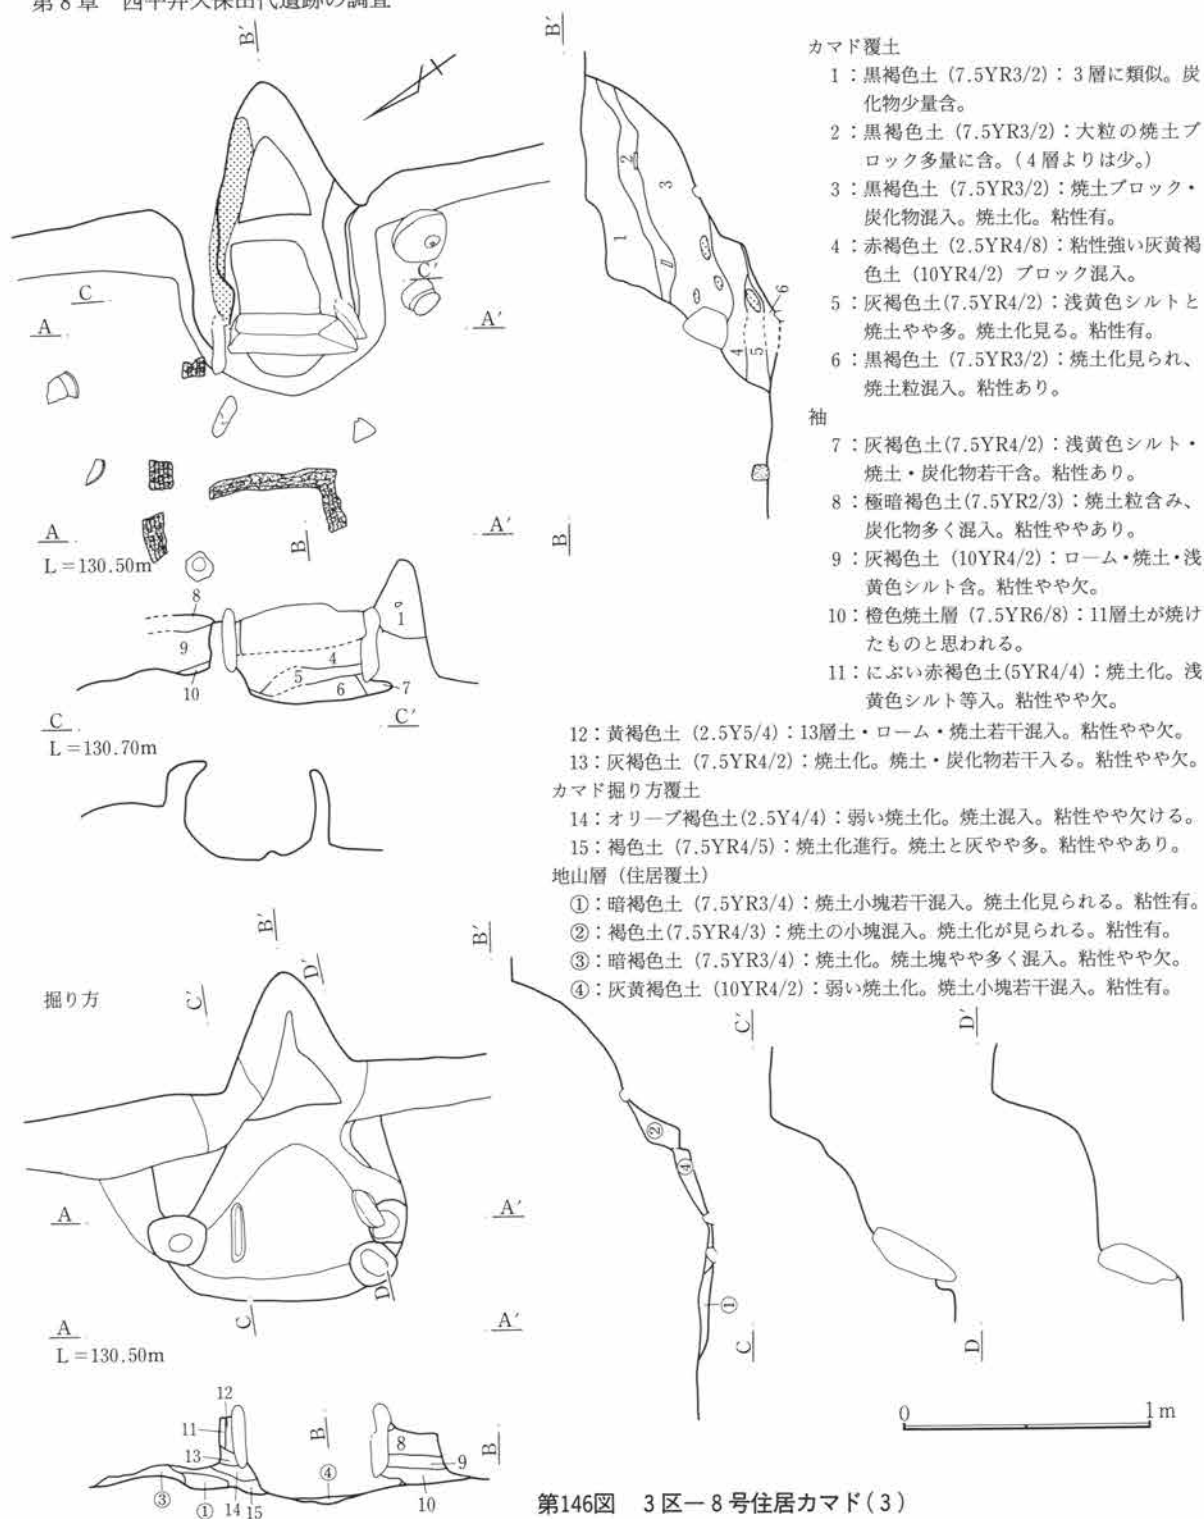 第8章　西平井久保田代遺跡の調査
B′
B′
カマド覆土
1：黒褐色土 (7.5YR3/2)：3層に類似。炭
化物少量含。
2：黒褐色土 (7.5YR3/2)：大粒の焼土ブ
ロック多量に含。(4層よりは少。)
3：黒褐色土 (7.5YR3/2)：焼土ブロック・
炭化物混入。焼土化。粘性有。
4：赤褐色土 (2.5YR4/8)：粘性強い灰黄褐
色土 (10YR4/2) ブロック混入。
5：灰褐色土(7.5YR4/2)：浅黄色シルトと
焼土やや多。焼土化見る。粘性有。
6：黒褐色土 (7.5YR3/2)：焼土化見られ、
焼土粒混入。粘性あり。
袖
7：灰褐色土(7.5YR4/2)：浅黄色シルト・
焼土・炭化物若干含。粘性あり。
8：極暗褐色土(7.5YR2/3)：焼土粒含み、
炭化物多く混入。粘性ややあり。
9：灰褐色土 (10YR4/2)：ローム・焼土・浅
黄色シルト含。粘性やや欠。
10：橙色焼土層 (7.5YR6/8)：11層土が焼け
たものと思われる。
11：にぶい赤褐色土(5YR4/4)：焼土化。浅
黄色シルト等入。粘性やや欠。
12：黄褐色土 (2.5Y5/4)：13層土・ローム・焼土若干混入。粘性やや欠。
13：灰褐色土 (7.5YR4/2)：焼土化。焼土・炭化物若干入る。粘性やや欠。
カマド掘り方覆土
14：オリーブ褐色土(2.5Y4/4)：弱い焼土化。焼土混入。粘性やや欠ける。
15：褐色土 (7.5YR4/5)：焼土化進行。焼土と灰やや多。粘性ややあり。
地山層 (住居覆土)
①：暗褐色土 (7.5YR3/4)：焼土小塊若干混入。焼土化見られる。粘性有。
②：褐色土(7.5YR4/3)：焼土の小塊混入。焼土化が見られる。粘性有。
③：暗褐色土 (7.5YR3/4)：焼土化。焼土塊やや多く混入。粘性やや欠。
④：灰黄褐色土 (10YR4/2)：弱い焼土化。焼土小塊若干混入。粘性有。
C
C′
A
A′
1
2
3
4
5
6
A
A′
B
B
L=130.50m
8
9
10
1
4
5
6
7
C
C′
L=130.70m
B′
D′
C′
B′
掘り方
C′
D′
②
④
①
A
A′
C
D
C
D
A
A′
L=130.50m
0
1m
12
11
13
B
8
9
B
③
①
14
15
④
10
第146図　3区－8号住居カマド(3)